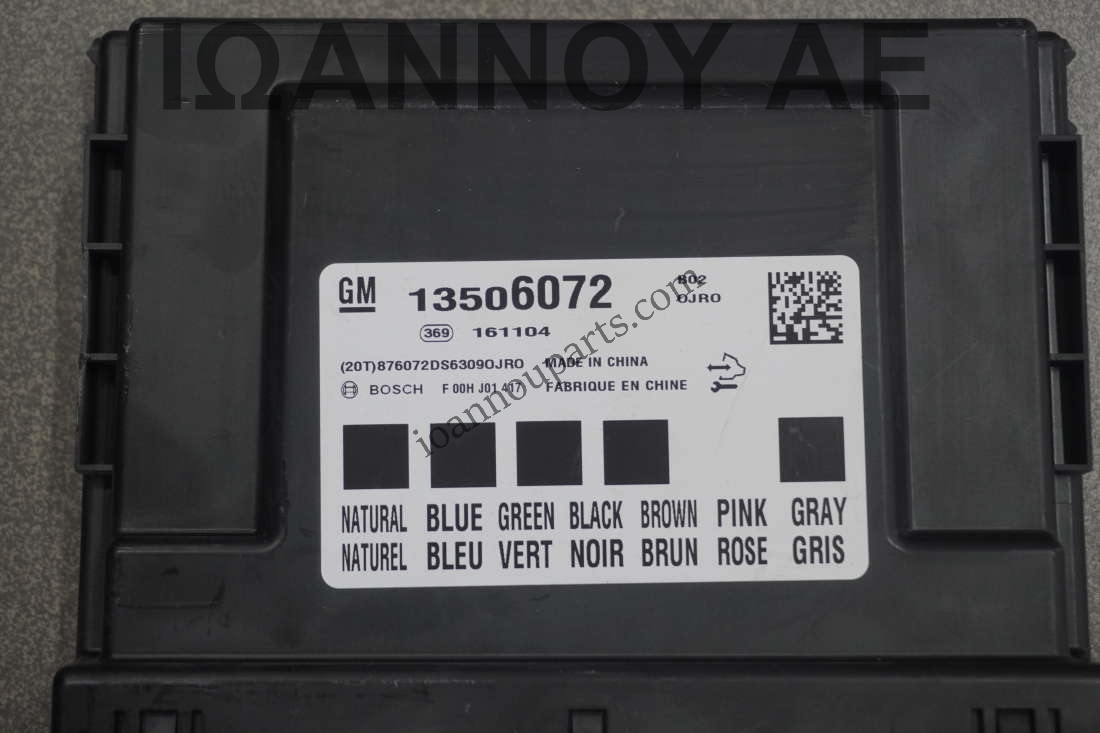 ΙΩΑΝΝΟΥ ΑΕ
GM 13506072 B02
OJRO
369 161104
(20T)876072DS6309OJRO MADE IN CHINA
BOSCH F 00H J01 417 FABRIQUE EN CHINE
ioannouparts.com
NATURAL BLUE GREEN BLACK BROWN PINK GRAY
NATUREL BLEU VERT NOIR BRUN ROSE GRIS